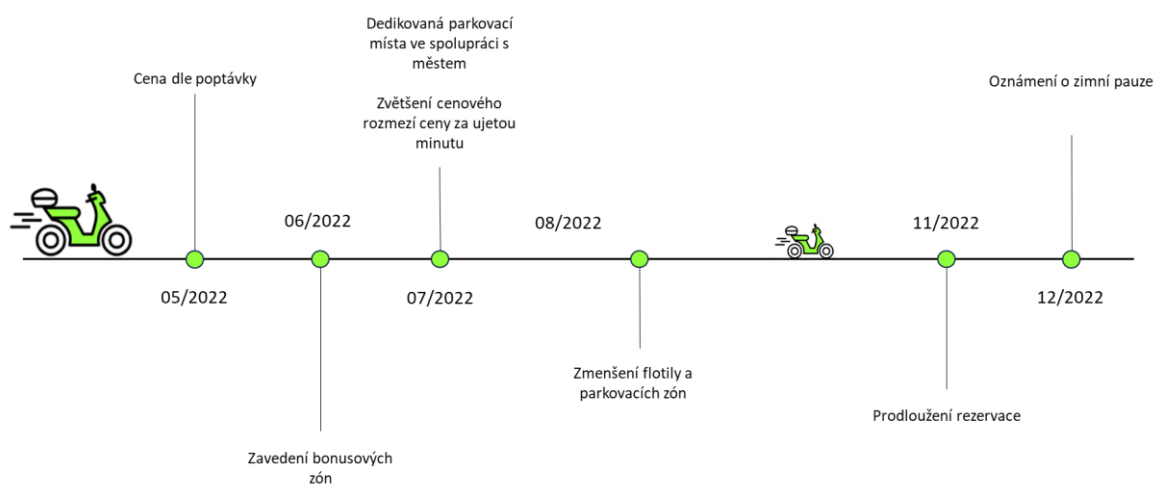 Dedikovaná parkovací
místa ve spolupráci s
městem
Cena dle poptávky
Oznámení o zimní pauze
Zvětšení cenového
rozmezí ceny za ujetou
minutu
06/2022
08/2022
11/2022
05/2022
07/2022
12/2022
Zmenšení flotily a
parkovacích zón
Prodloužení rezervace
Zavedení bonusových
zón